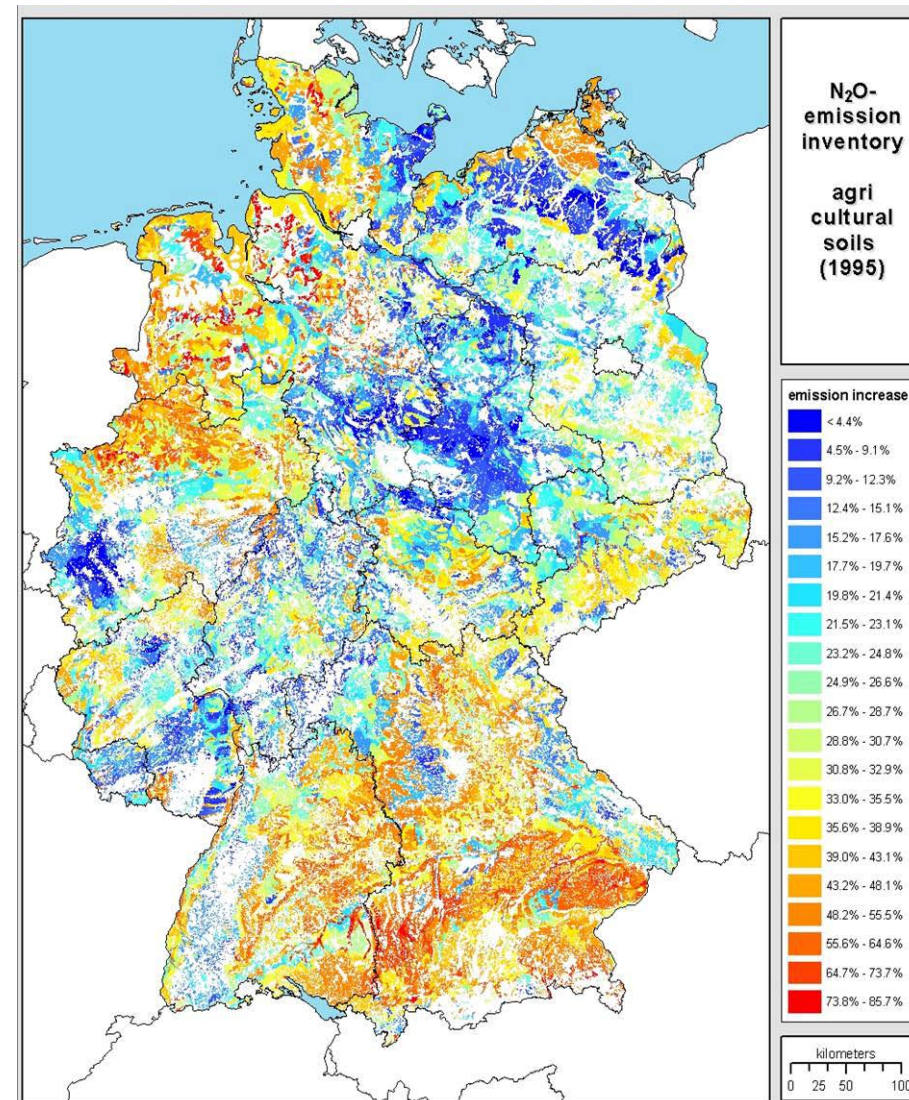 N₂O-
emission
inventory
agri
cultural
soils
(1995)
emission increase
< 4.4%
4.5% - 9.1%
9.2% - 12.3%
12.4% - 15.1%
15.2% - 17.6%
17.7% - 19.7%
19.8% - 21.4%
21.5% - 23.1%
23.2% - 24.8%
24.9% - 26.6%
26.7% - 28.7%
28.8% - 30.7%
30.8% - 32.9%
33.0% - 35.5%
35.6% - 38.9%
39.0% - 43.1%
43.2% - 48.1%
48.2% - 55.5%
55.6% - 64.6%
64.7% - 73.7%
73.8% - 85.7%
kilometers
0 25 50 100